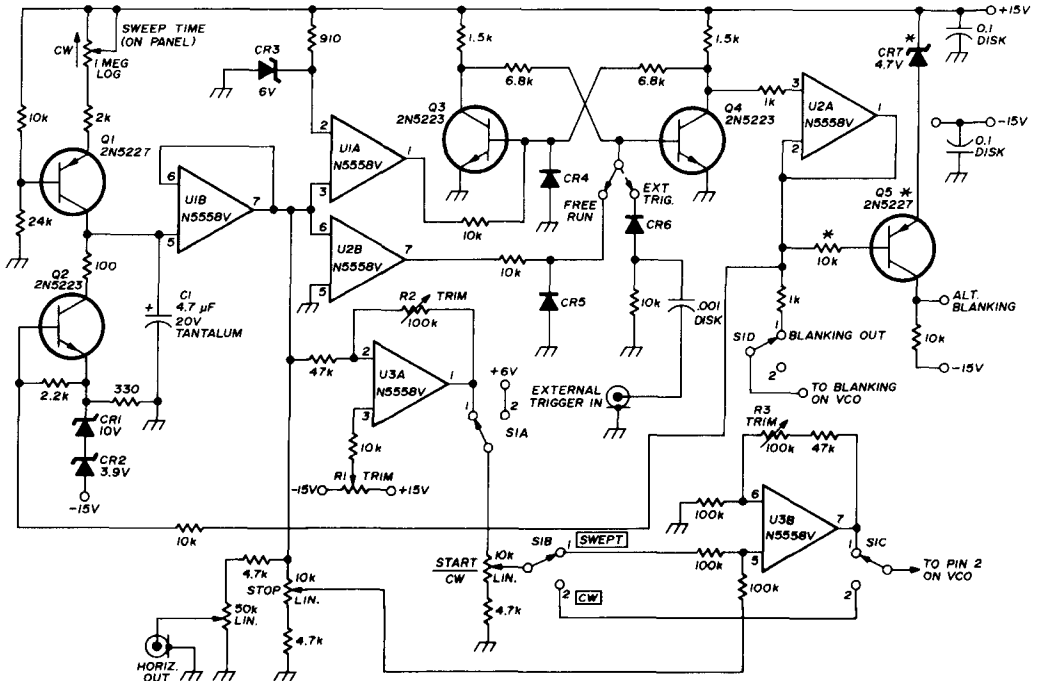 +15V
SWEEP TIME
(ON PANEL)
CW
1 MEG
LOG
2k
10k
Q1
2N5227
24k
Q2
2N5223
100
C1
4.7 μF
20V
TANTALUM
+
2.2k
330
CR1
10V
CR2
3.9V
-15V
10k
6
5
U1B
N5558V
7
910
CR3
6V
2
3
U1A
N5558V
1
6
5
U2B
N5558V
7
10k
10k
1.5k
6.8k
6.8k
1.5k
Q3
2N5223
Q4
2N5223
CR4
CR5
FREE
RUN
EXT
TRIG.
CR6
10k
.001
DISK
EXTERNAL
TRIGGER IN
1k
3
2
U2A
N5558V
1
*
CR7
4.7V
0.1
DISK
-15V
0.1
DISK
Q5 *
2N5227
*
10k
1k
ALT.
BLANKING
10k
-15V
S1D
1
BLANKING OUT
2
TO BLANKING
ON VCO
R2 TRIM
100k
47k
2
3
U3A
N5558V
1
10k
R1 TRIM
-15V
+15V
+6V
1
2
S1A
START
CW
10k
LIN.
4.7k
S1B
1
SWEPT
2
CW
R3
TRIM
100k
47k
100k
6
5
U3B
N5558V
7
100k
100k
S1C
1
2
TO PIN 2
ON VCO
4.7k
10k
STOP
LIN.
50k
LIN.
4.7k
HORIZ.
OUT